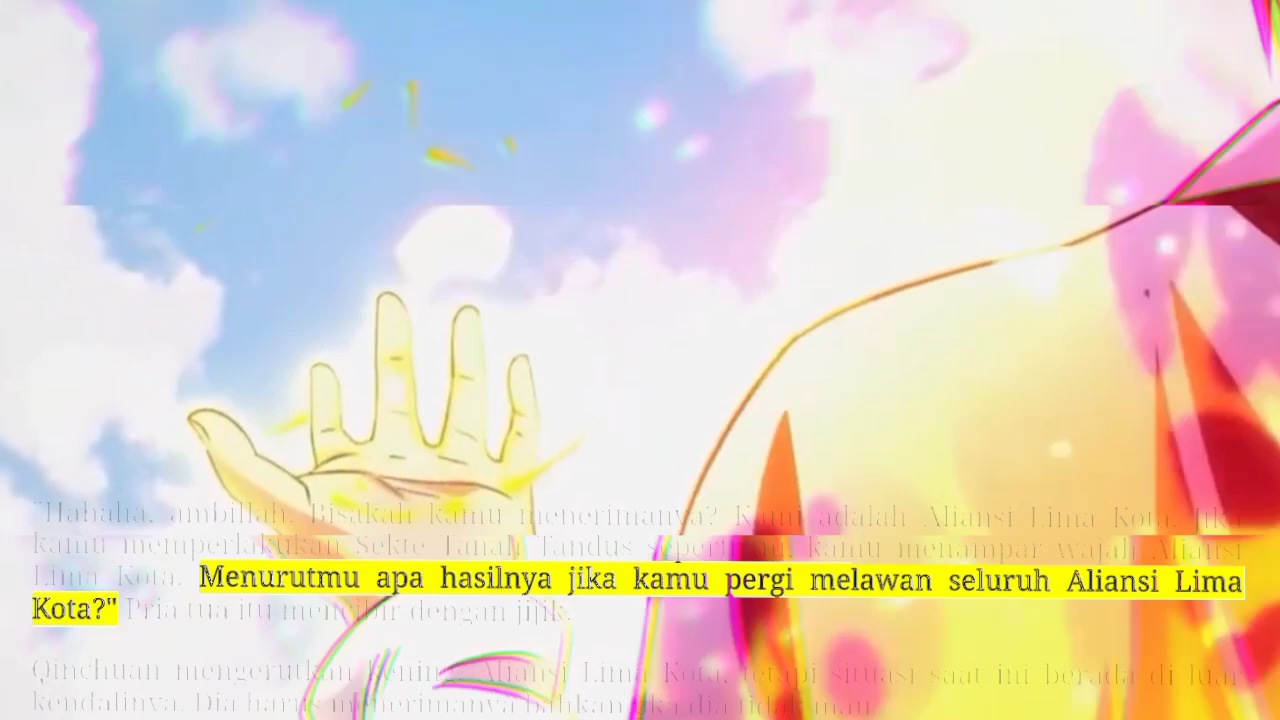 "Hahaha, ambillah. Bisakah kamu menerimanya? Kami adalah Aliansi Lima Kota. Jika
kamu memperlakukan Sekte Tanah Tandus seperti ini, kamu menampar wajah Aliansi
Lima Kota. Menurutmu apa hasilnya jika kamu pergi melawan seluruh Aliansi Lima
Kota?" Pria tua itu mencibir dengan jijik.
Qinchuan mengerutkan kening. Aliansi Lima Kota, tetapi situasi saat ini berada di luar
kendalinya. Dia harus menerimanya bahkan jika dia tidak mau.